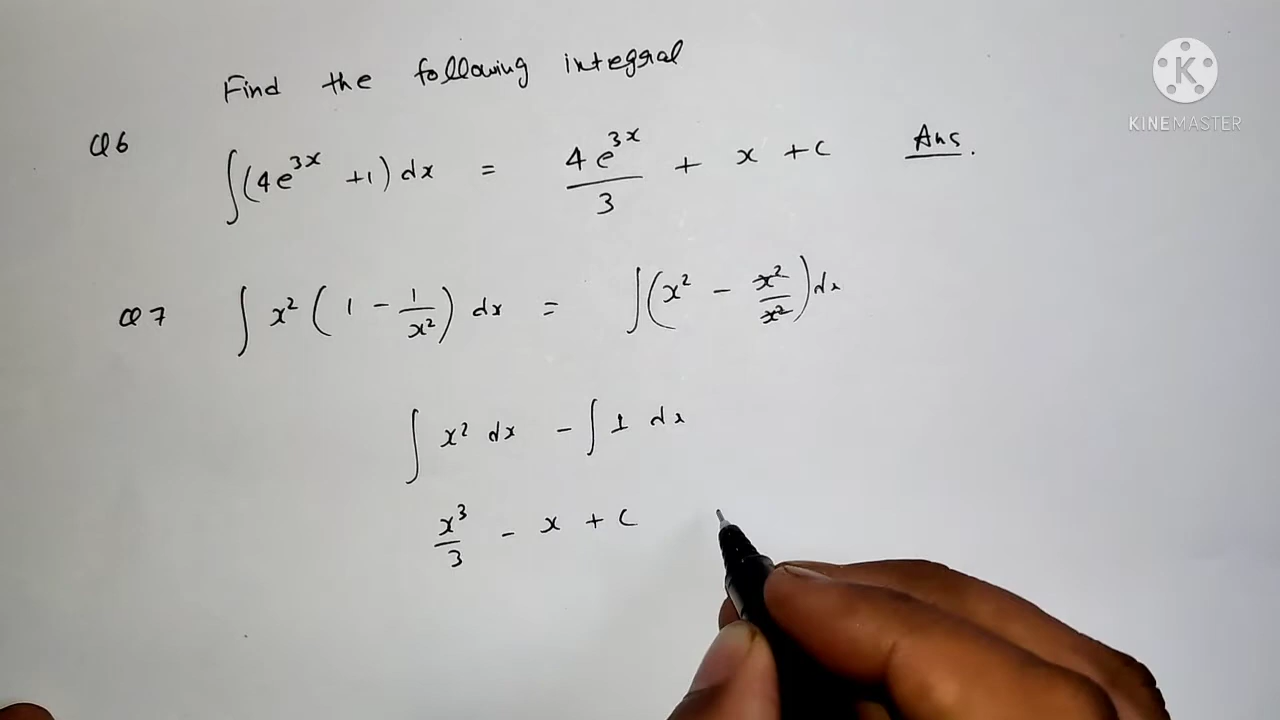 Find the following integral
Q6 ∫(4e^{3x} +1) dx = 4e^{3x}/3 + x + c Ans.
Q7 ∫ x² (1 - 1/x²) dx = ∫(x² - x²/x²) dx
∫ x² dx - ∫ 1 dx
x³/3 - x + c
KINEMASTER